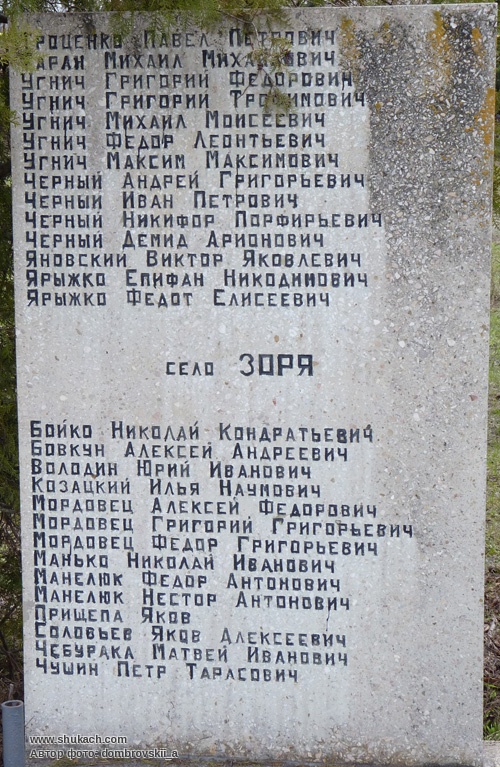 Троценко Павел Петрович
Михаил Михайлович
Угнич Григорий Федорович
Угнич Григорий Трофимович
Угнич Михаил Моисеевич
Угнич Федор Леонтьевич
Угнич Максим Максимович
Черный Андрей Григорьевич
Черный Иван Петрович
Черный Никифор Порфирьевич
Черный Демид Арионович
Яновский Виктор Яковлевич
Ярыжко Епифан Никодимович
Ярыжко Федот Елисеевич
село ЗОРЯ
Бойко Николай Кондратьевич
Бовкун Алексей Андреевич
Володин Юрий Иванович
Козацкий Илья Наумович
Мордовец Алексей Федорович
Мордовец Григорий Григорьевич
Мордовец Федор Григорьевич
Манько Николай Иванович
Манелюк Федор Антонович
Манелюк Нестор Антонович
Прищепа Яков
Соловьев Яков Алексеевич
Чебурака Матвей Иванович
Чушин Петр Тарасович
www.shukach.com
Автор фото: dombrovskii_a